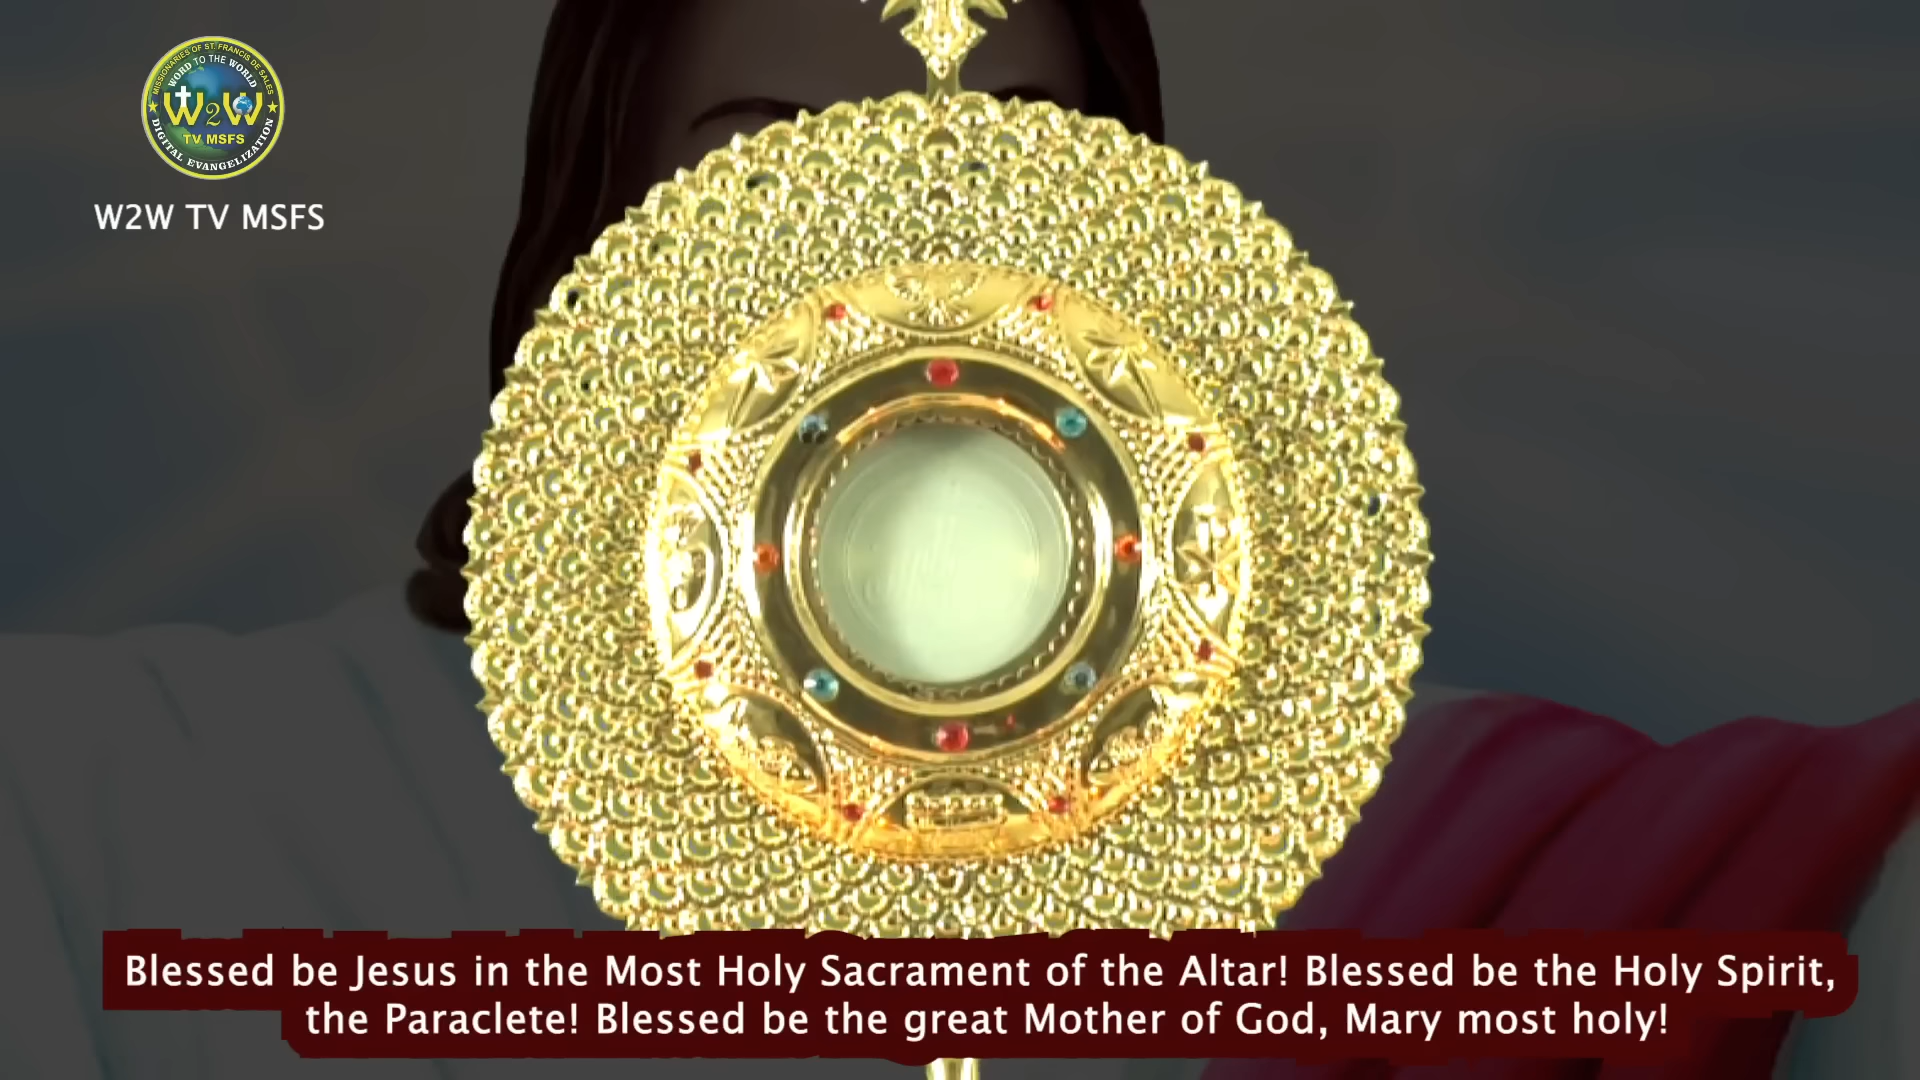 MISSIONARIES OF ST. FRANCIS DE SALES
WORD TO THE WORLD
W2W
TV MSFS
DIGITAL EVANGELIZATION
W2W TV MSFS
Blessed be Jesus in the Most Holy Sacrament of the Altar! Blessed be the Holy Spirit,
the Paraclete! Blessed be the great Mother of God, Mary most holy!